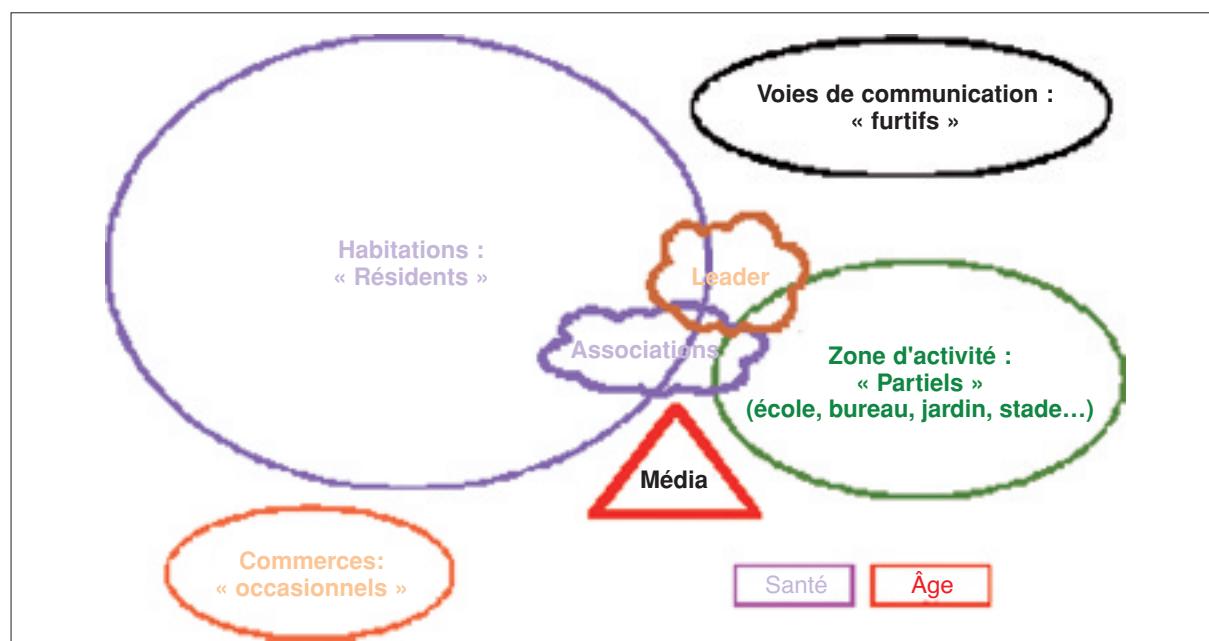 Voies de communication :
« furtifs »
Habitations :
« Résidents »
Leader
Associations
Zone d'activité :
« Partiels »
(école, bureau, jardin, stade…)
Média
Commerces:
« occasionnels »
Santé
Âge